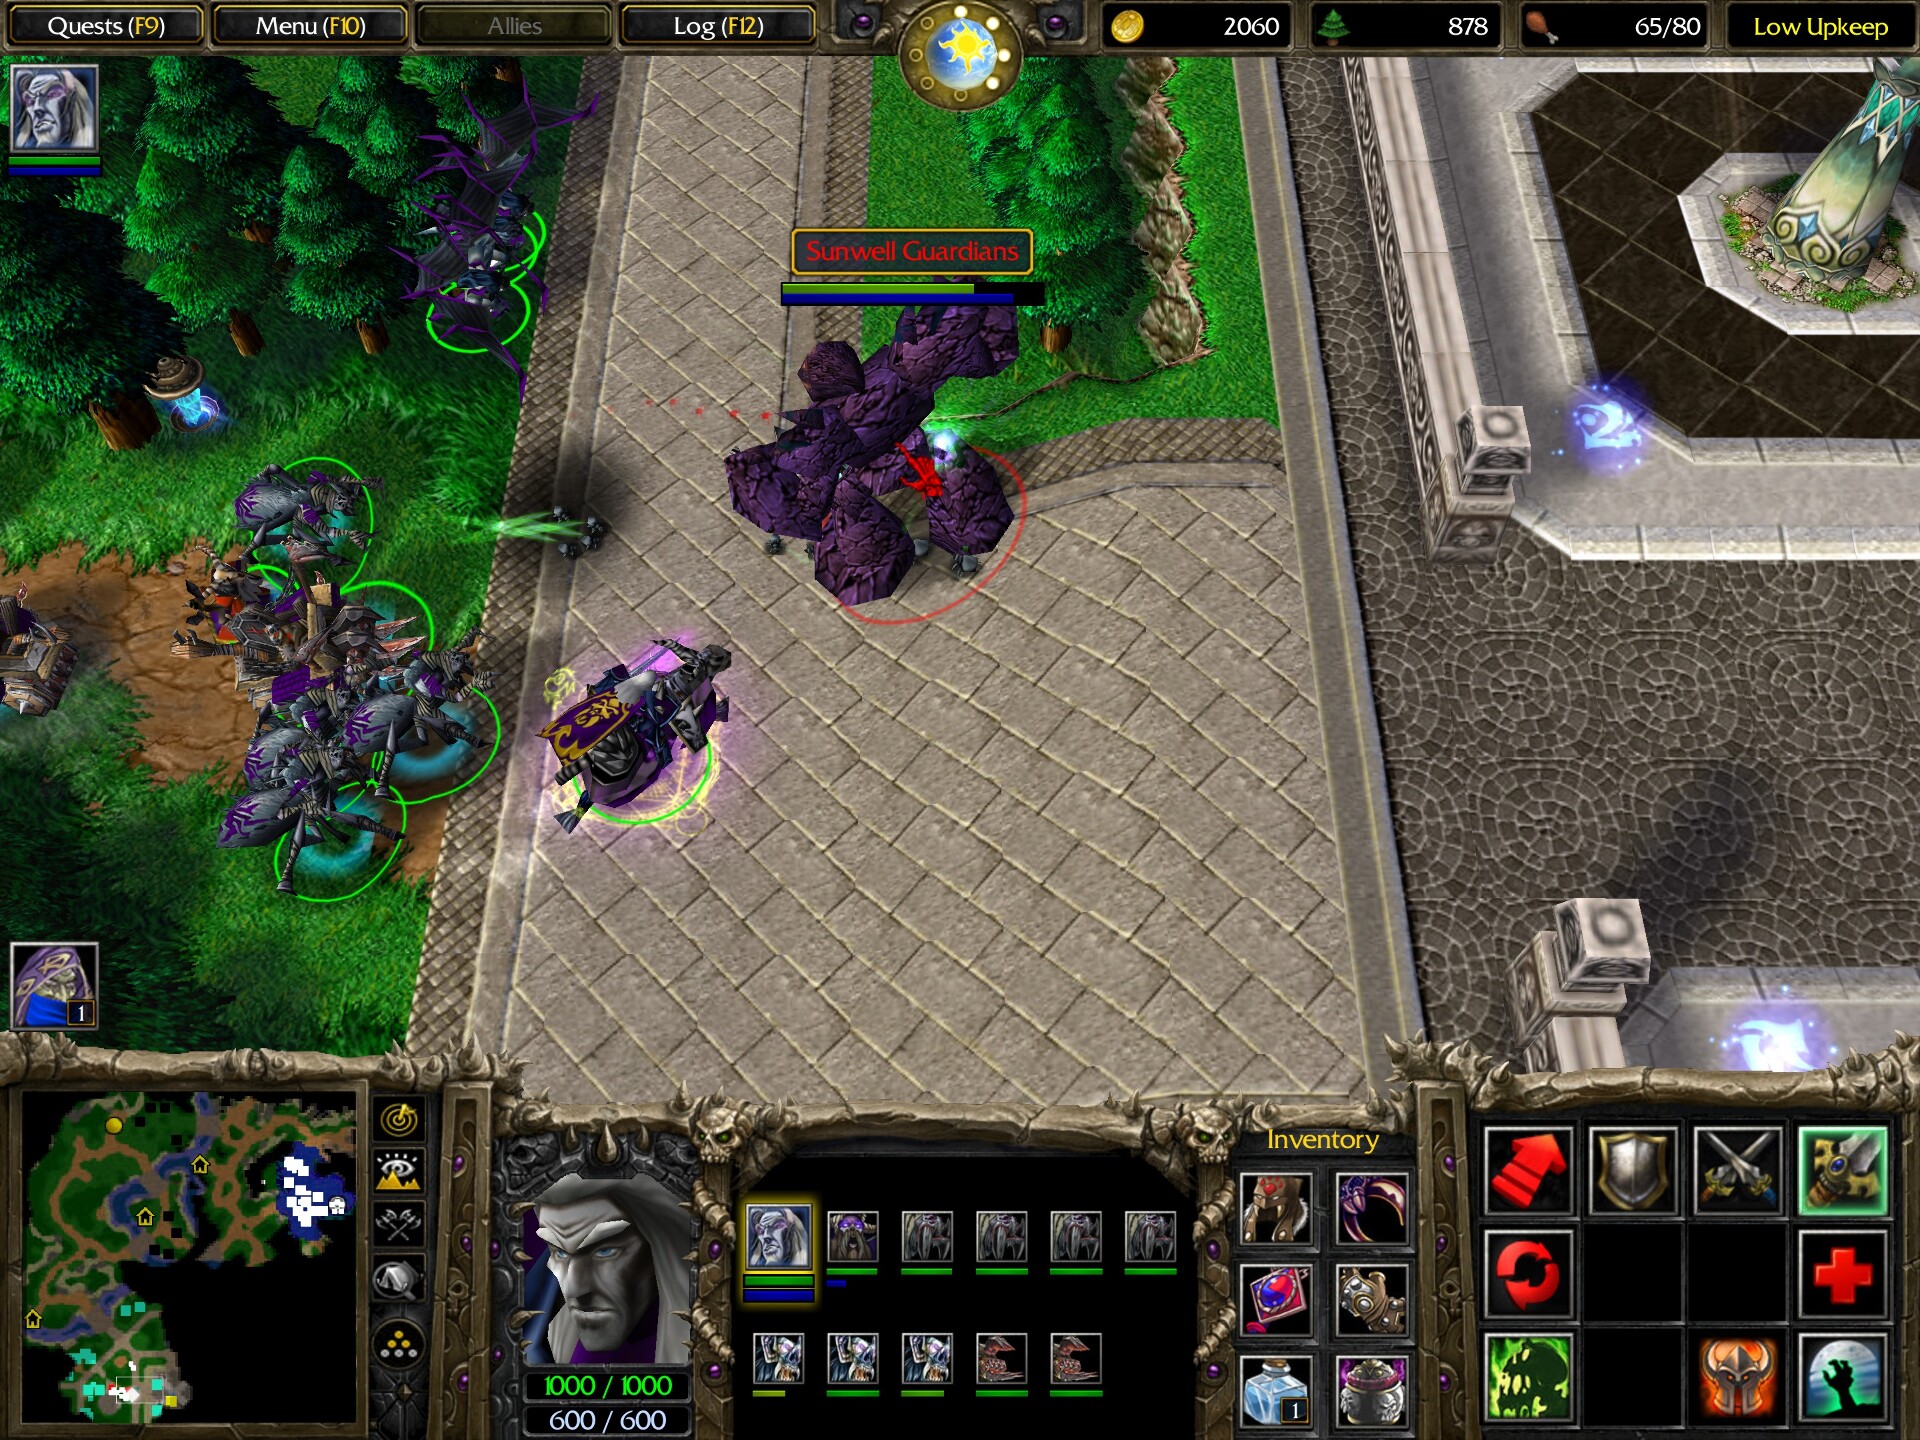 Quests (F9)
Menu (F10)
Allies
Log (F12)
2060
878
65/80
Low Upkeep
Sunwell Guardians
1
Inventory
1000 / 1000
600 / 600
1